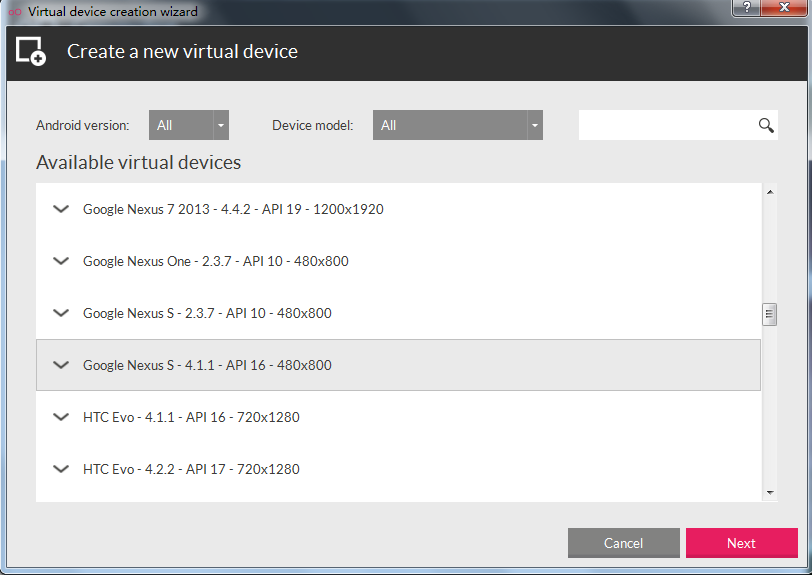 Virtual device creation wizard
?
Create a new virtual device
Android version: All Device model: All
Available virtual devices
Google Nexus 7 2013 - 4.4.2 - API 19 - 1200x1920
Google Nexus One - 2.3.7 - API 10 - 480x800
Google Nexus S - 2.3.7 - API 10 - 480x800
Google Nexus S - 4.1.1 - API 16 - 480x800
HTC Evo - 4.1.1 - API 16 - 720x1280
HTC Evo - 4.2.2 - API 17 - 720x1280
Cancel Next